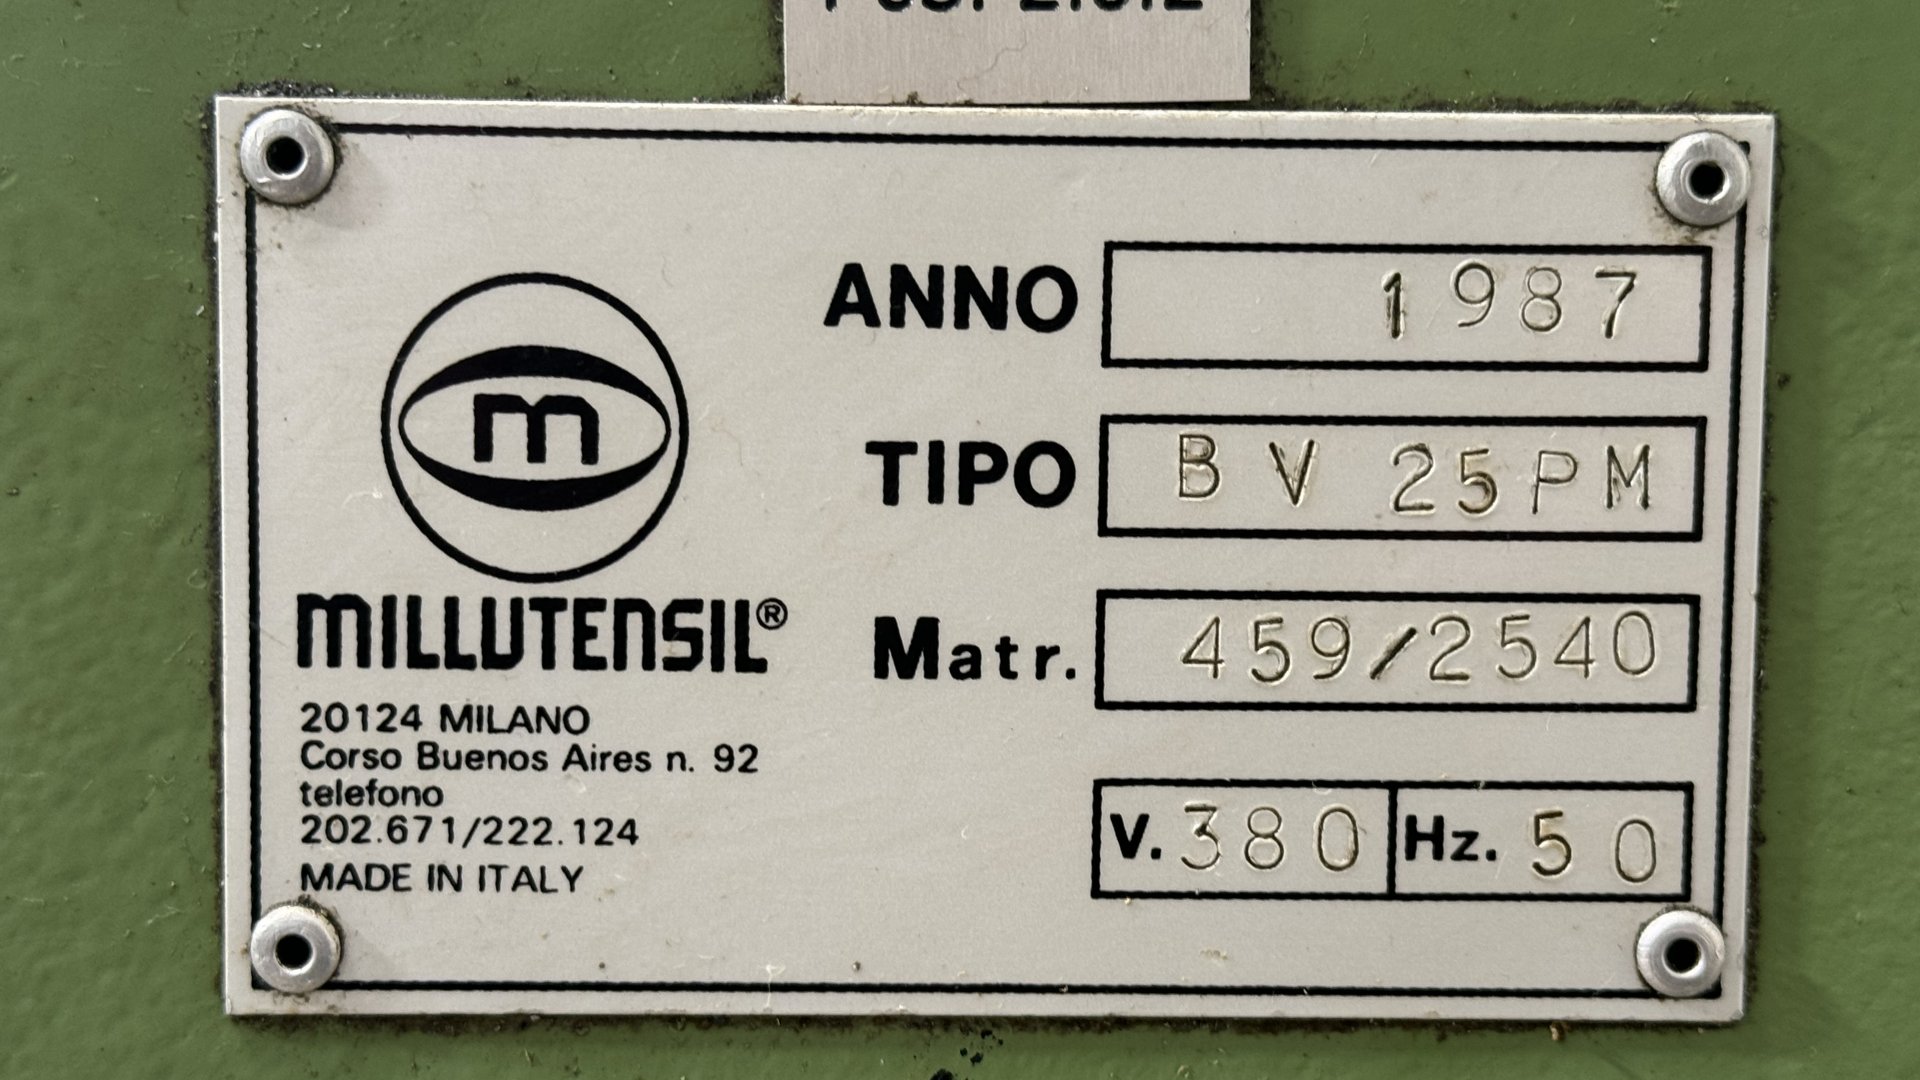 m
MILLUTENSIL®
20124 MILANO
Corso Buenos Aires n. 92
telefono
202.671/222.124
MADE IN ITALY
ANNO 1987
TIPO BV 25PM
Matr. 459/2540
V. 380 Hz. 50